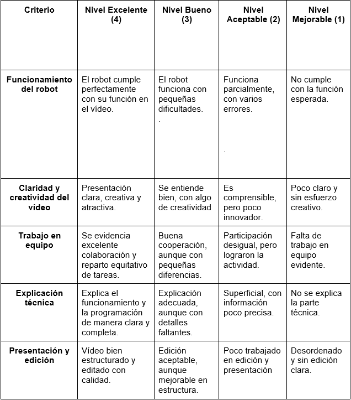 Criterio
Nivel Excelente
(4)
Nivel Bueno
(3)
Nivel
Aceptable (2)
Nivel
Mejorable (1)
Funcionamiento
del robot
El robot cumple
perfectamente
con su función en
el vídeo.
El robot
funciona con
pequeñas
dificultades.
.
Funciona
parcialmente,
con varios
errores.
.
No cumple
con la función
esperada.
Claridad y
creatividad del
vídeo
Presentación
clara, creativa y
atractiva
Se entiende
bien, con algo
de creatividad
Es
comprensible,
pero poco
innovador.
Poco claro y
sin esfuerzo
creativo
Trabajo en
equipo
Se evidencia
excelente
colaboración y
reparto equitativo
de tareas.
Buena
cooperación,
aunque con
pequeñas
diferencias.
Participación
desigual, pero
lograron la
actividad.
Falta de
trabajo en
equipo
evidente.
Explicación
técnica
Explica el
funcionamiento y
la programación
de manera clara y
completa
Explicación
adecuada,
aunque con
detalles
faltantes.
Superficial, con
información
poco precisa.
No se explica
la parte
técnica
Presentación y
edición
Vídeo bien
estructurado y
editado con
calidad.
Edición
aceptable,
aunque
mejorable en
estructura.
Poco trabajado
en edición y
presentación
Desordenado
y sin edición
clara.